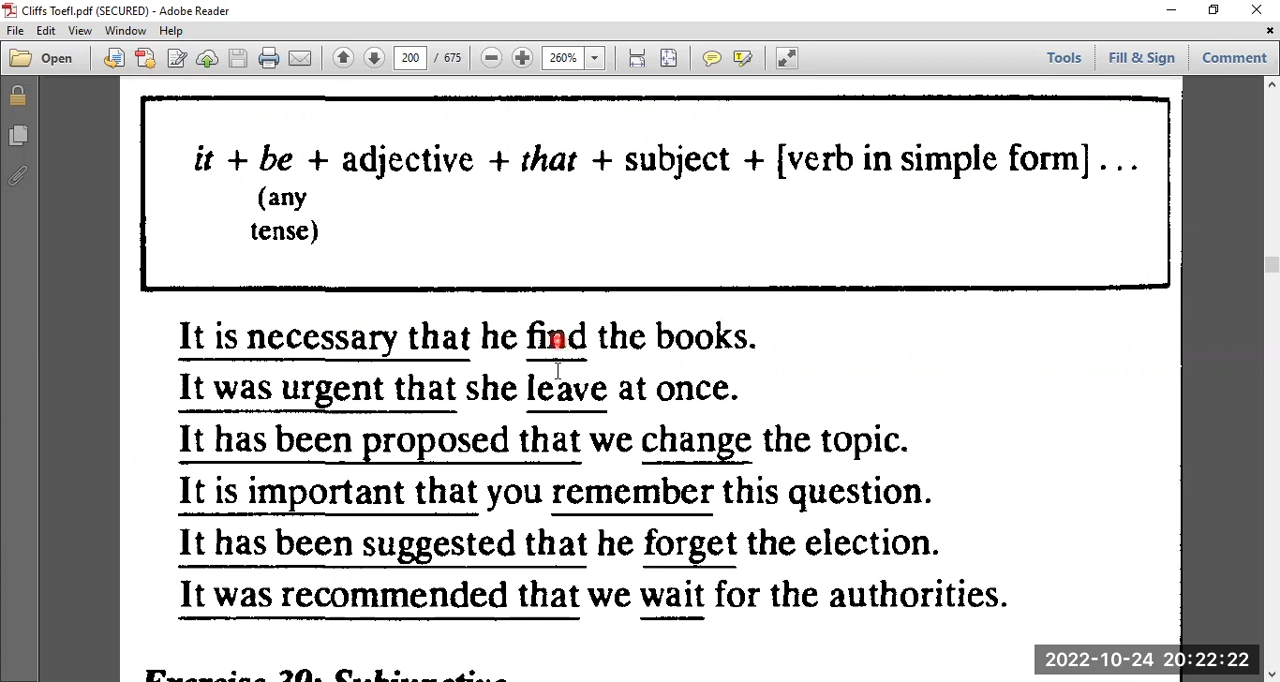 Cliffs Toefl.pdf (SECURED) - Adobe Reader
File Edit View Window Help
Open 200 / 675 260% Tools Fill & Sign Comment
it + be + adjective + that + subject + [verb in simple form] . . .
(any
tense)
It is necessary that he find the books.
It was urgent that she leave at once.
It has been proposed that we change the topic.
It is important that you remember this question.
It has been suggested that he forget the election.
It was recommended that we wait for the authorities.
2022-10-24 20:22:22
Exercise 20: Subjunctive